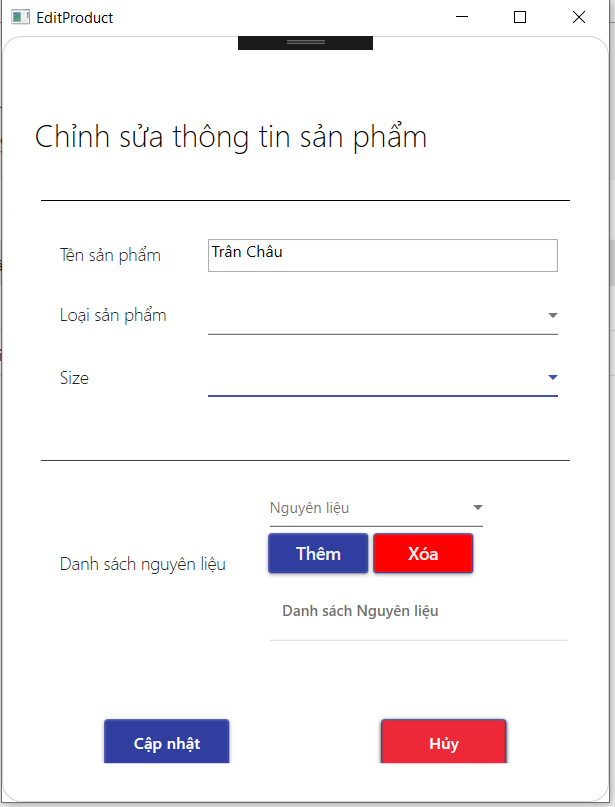 EditProduct
Chỉnh sửa thông tin sản phẩm
Tên sản phẩm
Trân Châu
Loại sản phẩm
Size
Nguyên liệu
Thêm
Xóa
Danh sách nguyên liệu
Danh sách Nguyên liệu
Cập nhật
Hủy